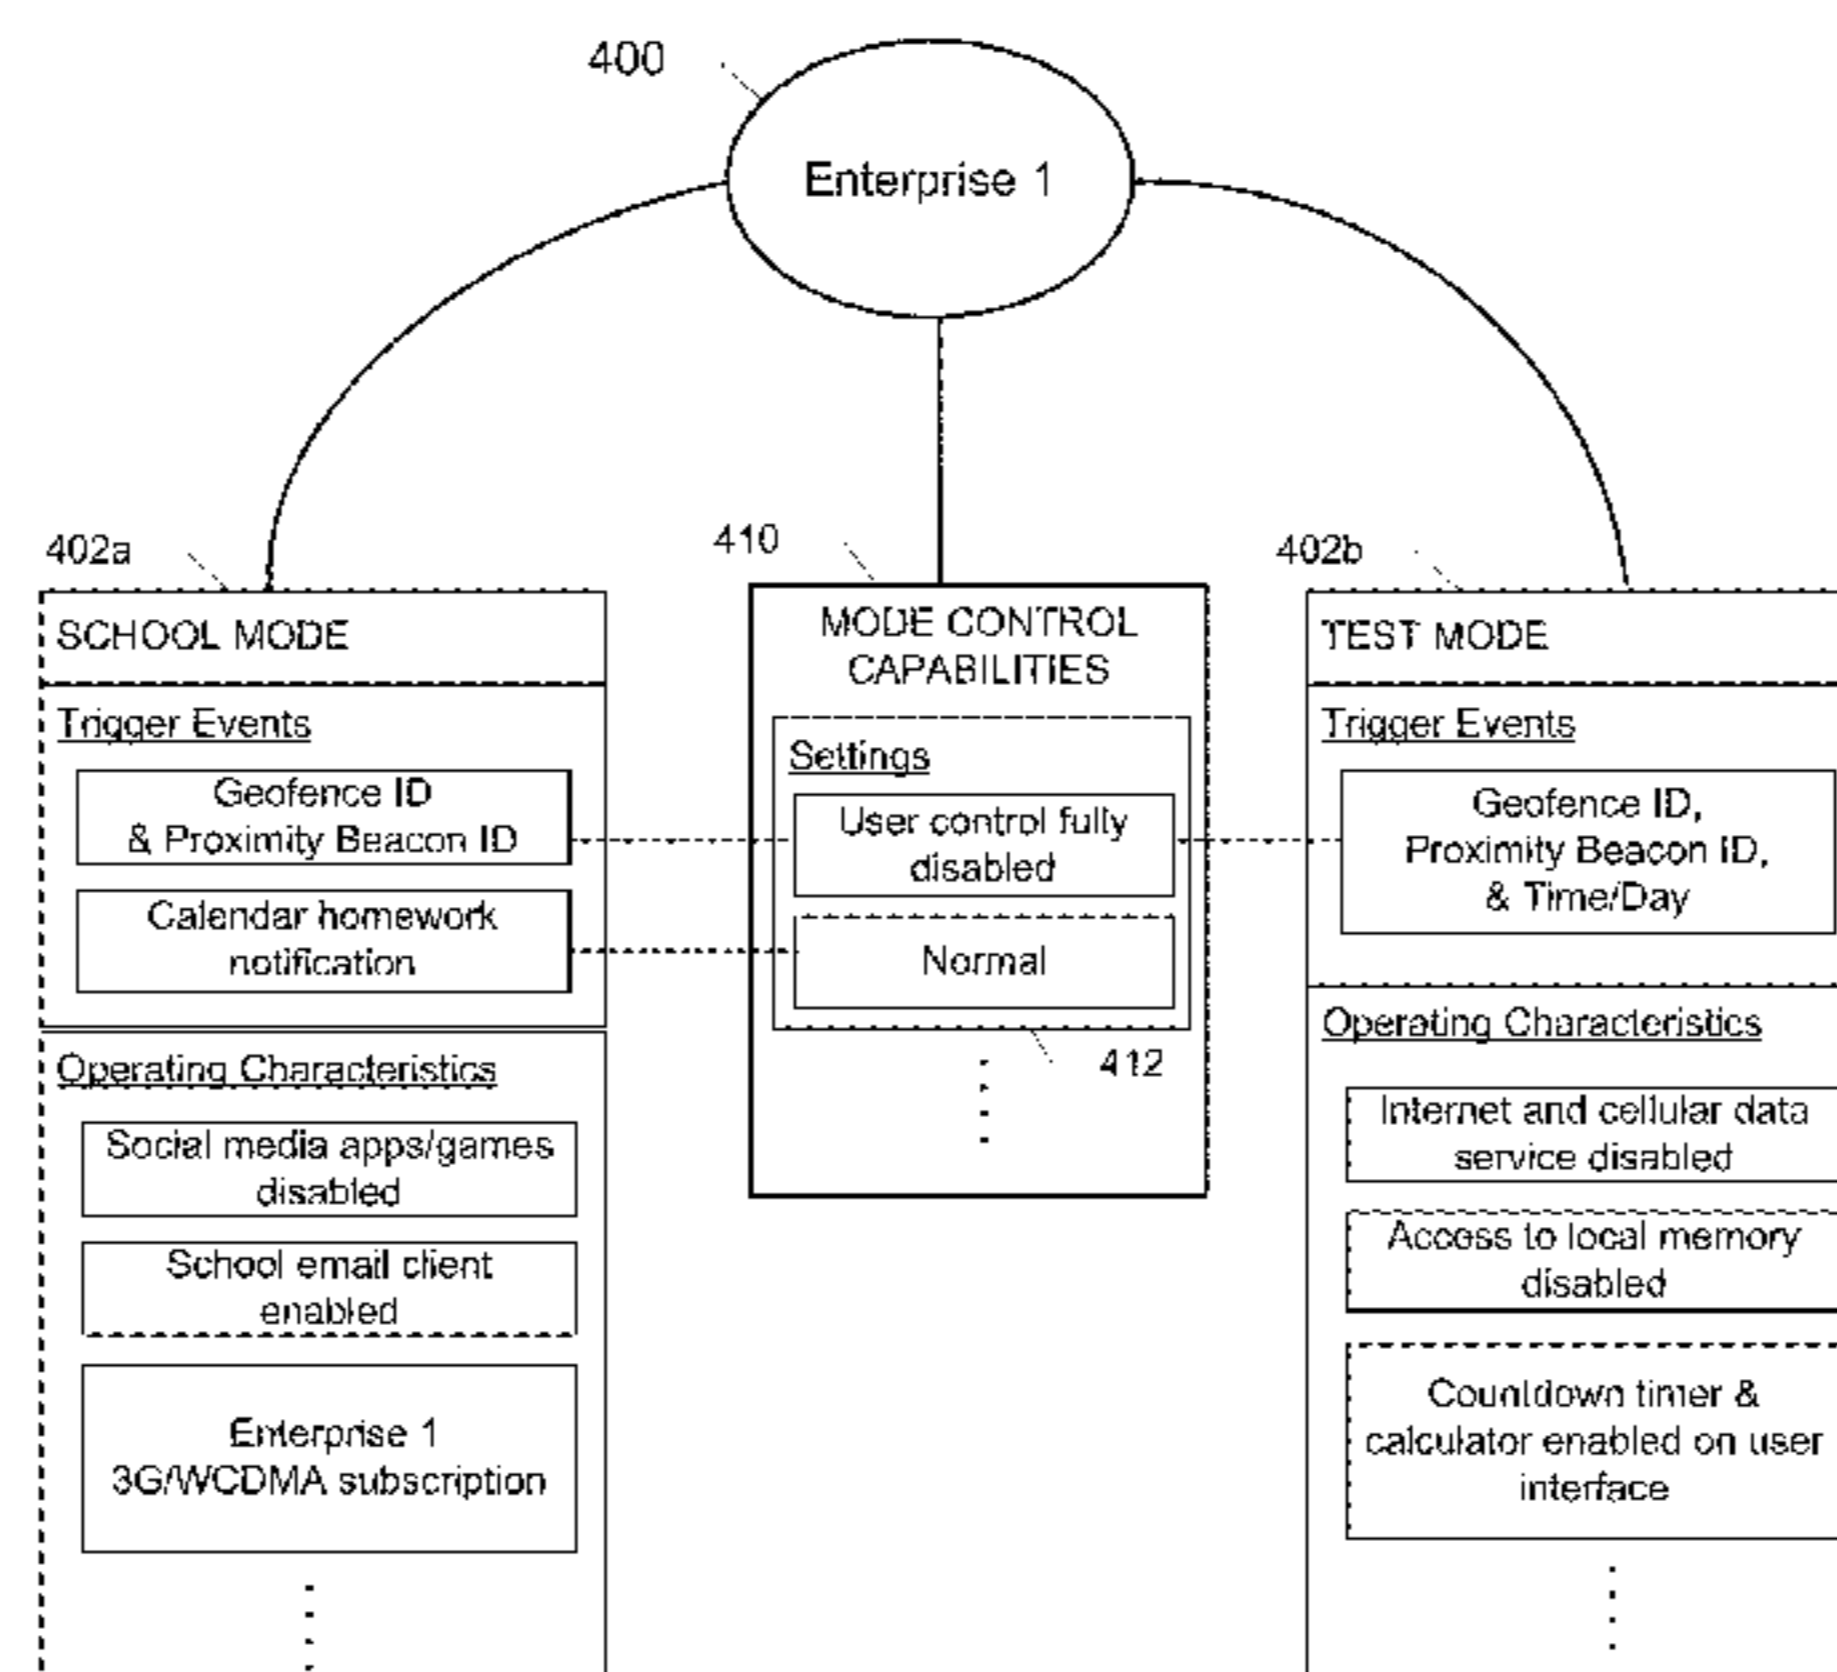 400
Enterprise 1
402a
SCHOOL MODE
Trigger Events
Geofence ID
& Proximity Beacon ID
Calendar homework
notification
Operating Characteristics
Social media apps/games
disabled
School email client
enabled
Enterprise 1
3G/WCDMA subscription
410
MODE CONTROL
CAPABILITIES
Settings
User control fully
disabled
Normal
412
402b
TEST MODE
Trigger Events
Geofence ID,
Proximity Beacon ID,
& Time/Day
Operating Characteristics
Internet and cellular data
service disabled
Access to local memory
disabled
Countdown timer &
calculator enabled on user
interface